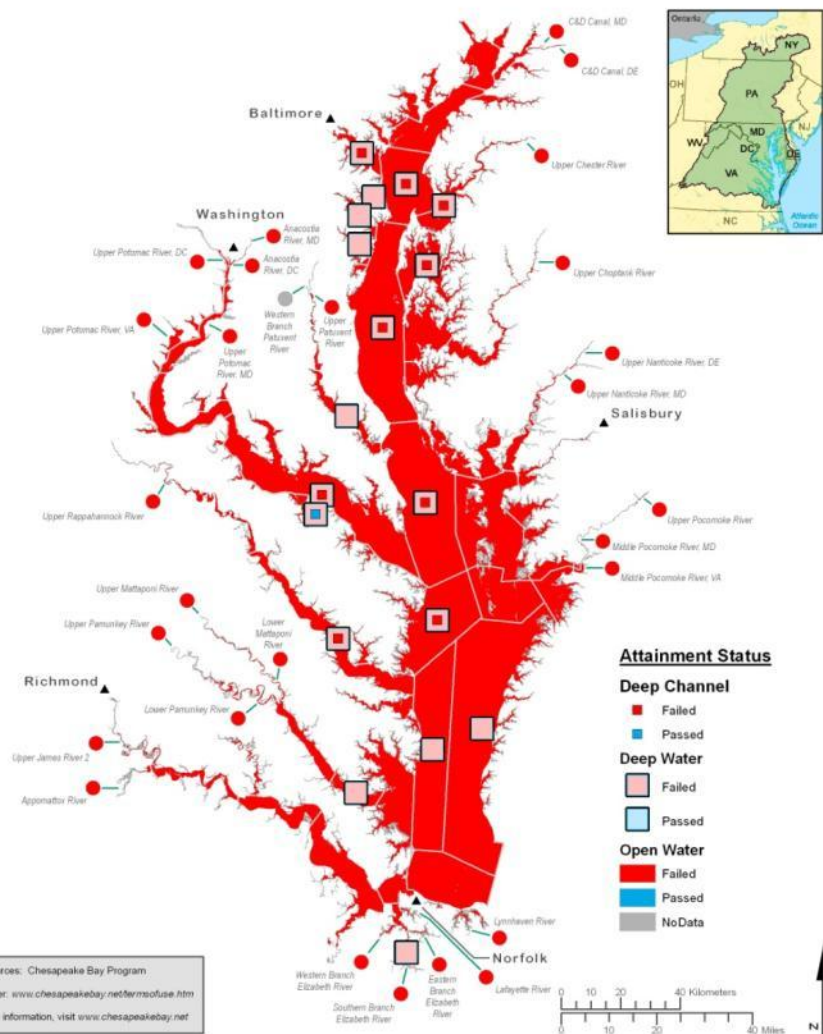 C&D Canal, MD
C&D Canal, DE
Baltimore
Upper Chester River
Washington
Anacostia
River, MD
Upper Potomac River, DC
Anacostia
River, DC
Upper Choptank River
Western
Branch
Patuxent
River
Upper
Patuxent
River
Upper Potomac River, VA
Upper
Potomac
River, MD
Upper Nanticoke River, DE
Upper Nanticoke River, MD
Salisbury
Upper Rappahannock River
Upper Pocomoke River
Middle Pocomoke River, MD
Middle Pocomoke River, VA
Upper Mattaponi River
Upper Pamunkey River
Lower
Mattaponi
River
Lower Pamunkey River
Richmond
Upper James River 2
Appomattox River
Lynnhaven River
Norfolk
Western Branch
Elizabeth River
Southern Branch
Elizabeth River
Eastern
Branch
Elizabeth
River
Lafayette River
Ontario
NY
OH
PA
NJ
MD
WV
DC
DE
VA
NC
Atlantic
Ocean
Attainment Status
Deep Channel
Failed
Passed
Deep Water
Failed
Passed
Open Water
Failed
Passed
NoData
rces: Chesapeake Bay Program
er: www.chesapeakebay.net/termsofuse.htm
information, visit www.chesapeakebay.net
0 40 Kilometers
0 40 Miles
N